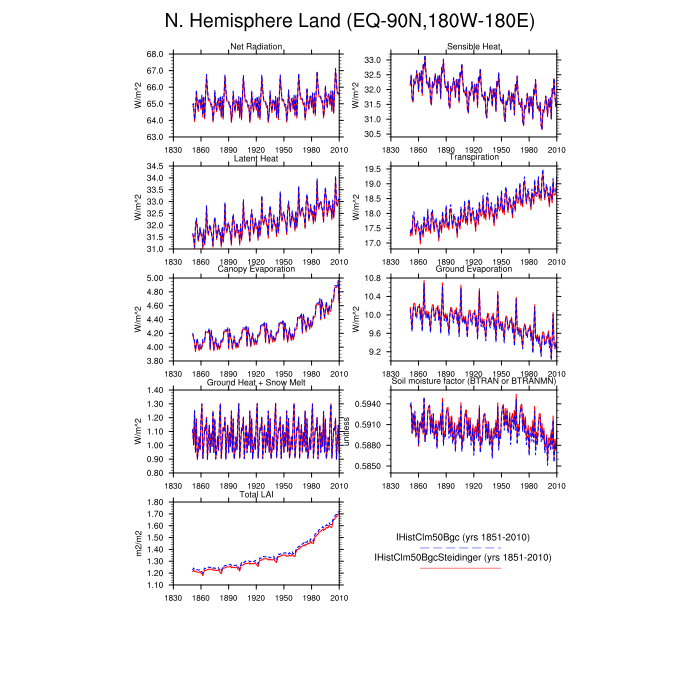 N. Hemisphere Land (EQ-90N,180W-180E)
Net Radiation
Sensible Heat
W/m^2
68.0
67.0
66.0
65.0
64.0
63.0
1830 1860 1890 1920 1950 1980 2010
W/m^2
33.0
32.5
32.0
31.5
31.0
30.5
1830 1860 1890 1920 1950 1980 2010
Latent Heat
Transpiration
W/m^2
34.5
34.0
33.5
33.0
32.5
32.0
31.5
31.0
1830 1860 1890 1920 1950 1980 2010
W/m^2
19.5
19.0
18.5
18.0
17.5
17.0
1830 1860 1890 1920 1950 1980 2010
Canopy Evaporation
Ground Evaporation
W/m^2
5.00
4.80
4.60
4.40
4.20
4.00
3.80
1830 1860 1890 1920 1950 1980 2010
W/m^2
10.8
10.4
10.0
9.6
9.2
1830 1860 1890 1920 1950 1980 2010
Ground Heat + Snow Melt
Soil moisture factor (BTRAN or BTRANMN)
W/m^2
1.40
1.30
1.20
1.10
1.00
0.90
0.80
1830 1860 1890 1920 1950 1980 2010
unitless
0.5940
0.5910
0.5880
0.5850
1830 1860 1890 1920 1950 1980 2010
Total LAI
m2/m2
1.80
1.70
1.60
1.50
1.40
1.30
1.20
1.10
1830 1860 1890 1920 1950 1980 2010
IHistClm50Bgc (yrs 1851-2010)
IHistClm50BgcSteidinger (yrs 1851-2010)